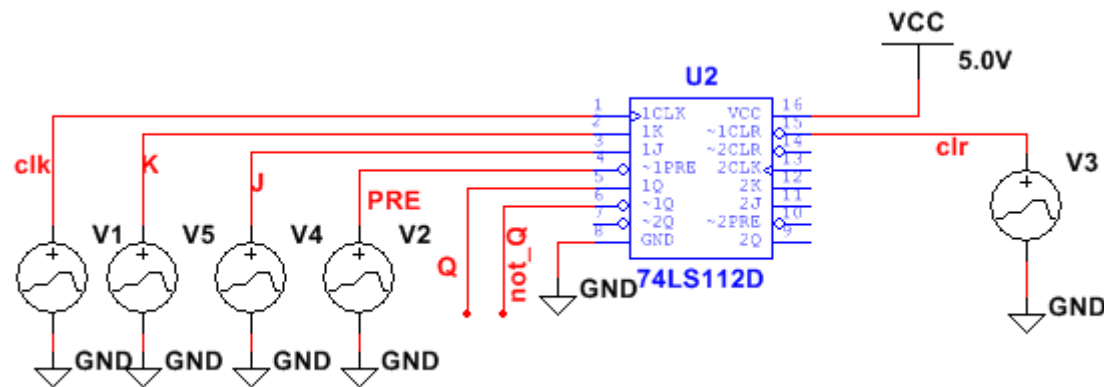 VCC
5.0V
U2
1 1CLK VCC 16
2 1K ~1CLR 15
3 1J ~2CLR 14
4 ~1PRE 2CLK 13
5 1Q 2K 12
6 ~1Q 2J 11
7 ~2Q ~2PRE 10
8 GND 2Q 9
74LS112D
clk
K
J
PRE
Q
not_Q
clr
V1
V5
V4
V2
V3
GND
GND
GND
GND
GND
GND